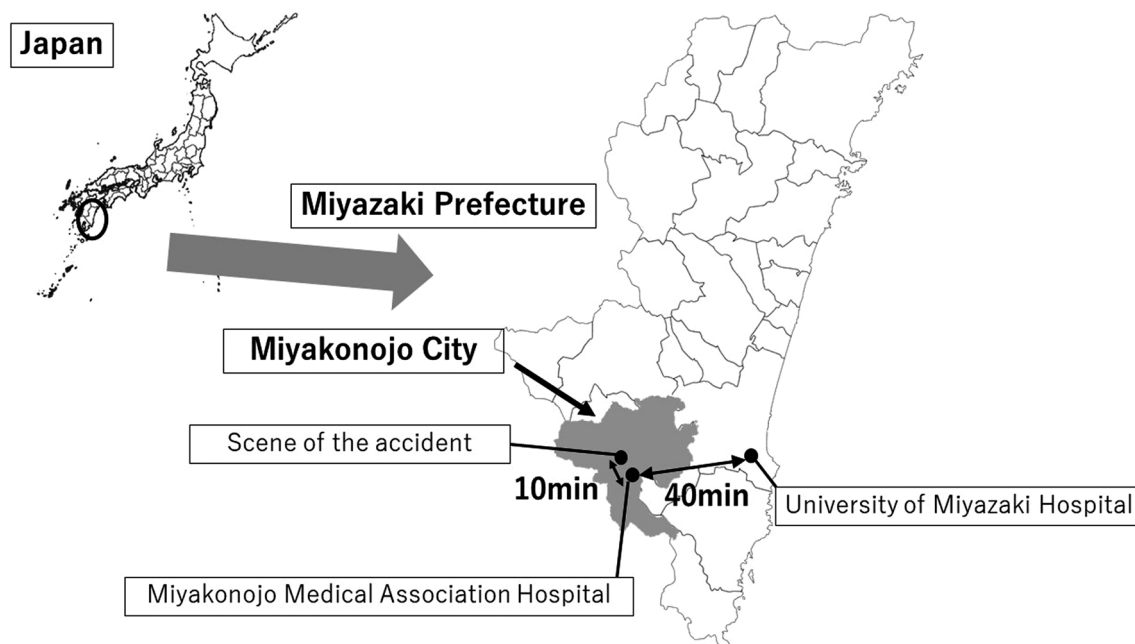 Japan
Miyazaki Prefecture
Miyakonojo City
Scene of the accident
10min
40min
University of Miyazaki Hospital
Miyakonojo Medical Association Hospital